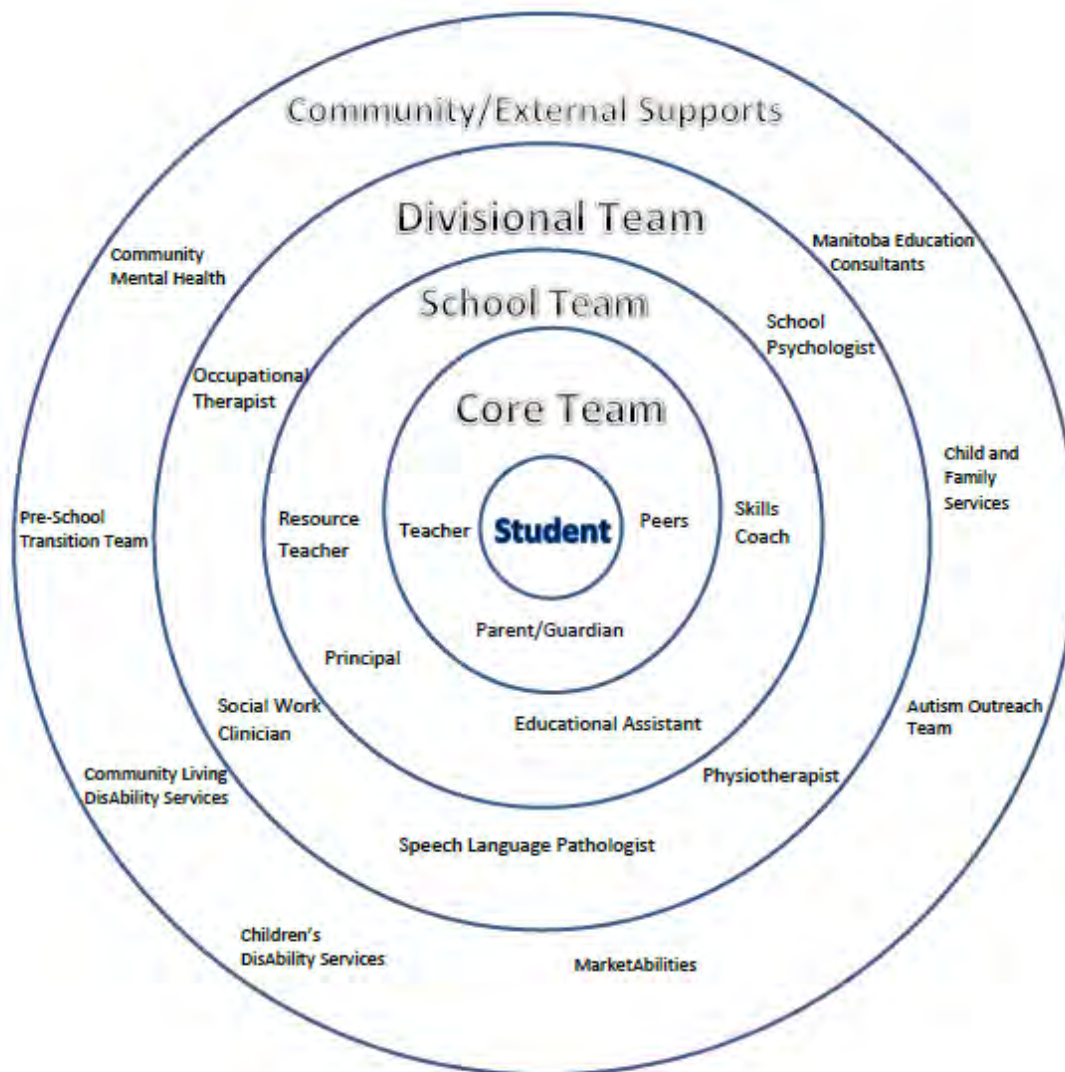 Community/External Supports
Divisional Team
Manitoba Education
Consultants
Community
Mental Health
School Team
School
Psychologist
Occupational
Therapist
Core Team
Child and
Family
Services
Pre-School
Transition Team
Resource
Teacher
Teacher
Student
Peers
Skills
Coach
Parent/Guardian
Principal
Social Work
Clinician
Educational Assistant
Autism Outreach
Team
Community Living
DisAbility Services
Physiotherapist
Speech Language Pathologist
Children's
DisAbility Services
MarketAbilities